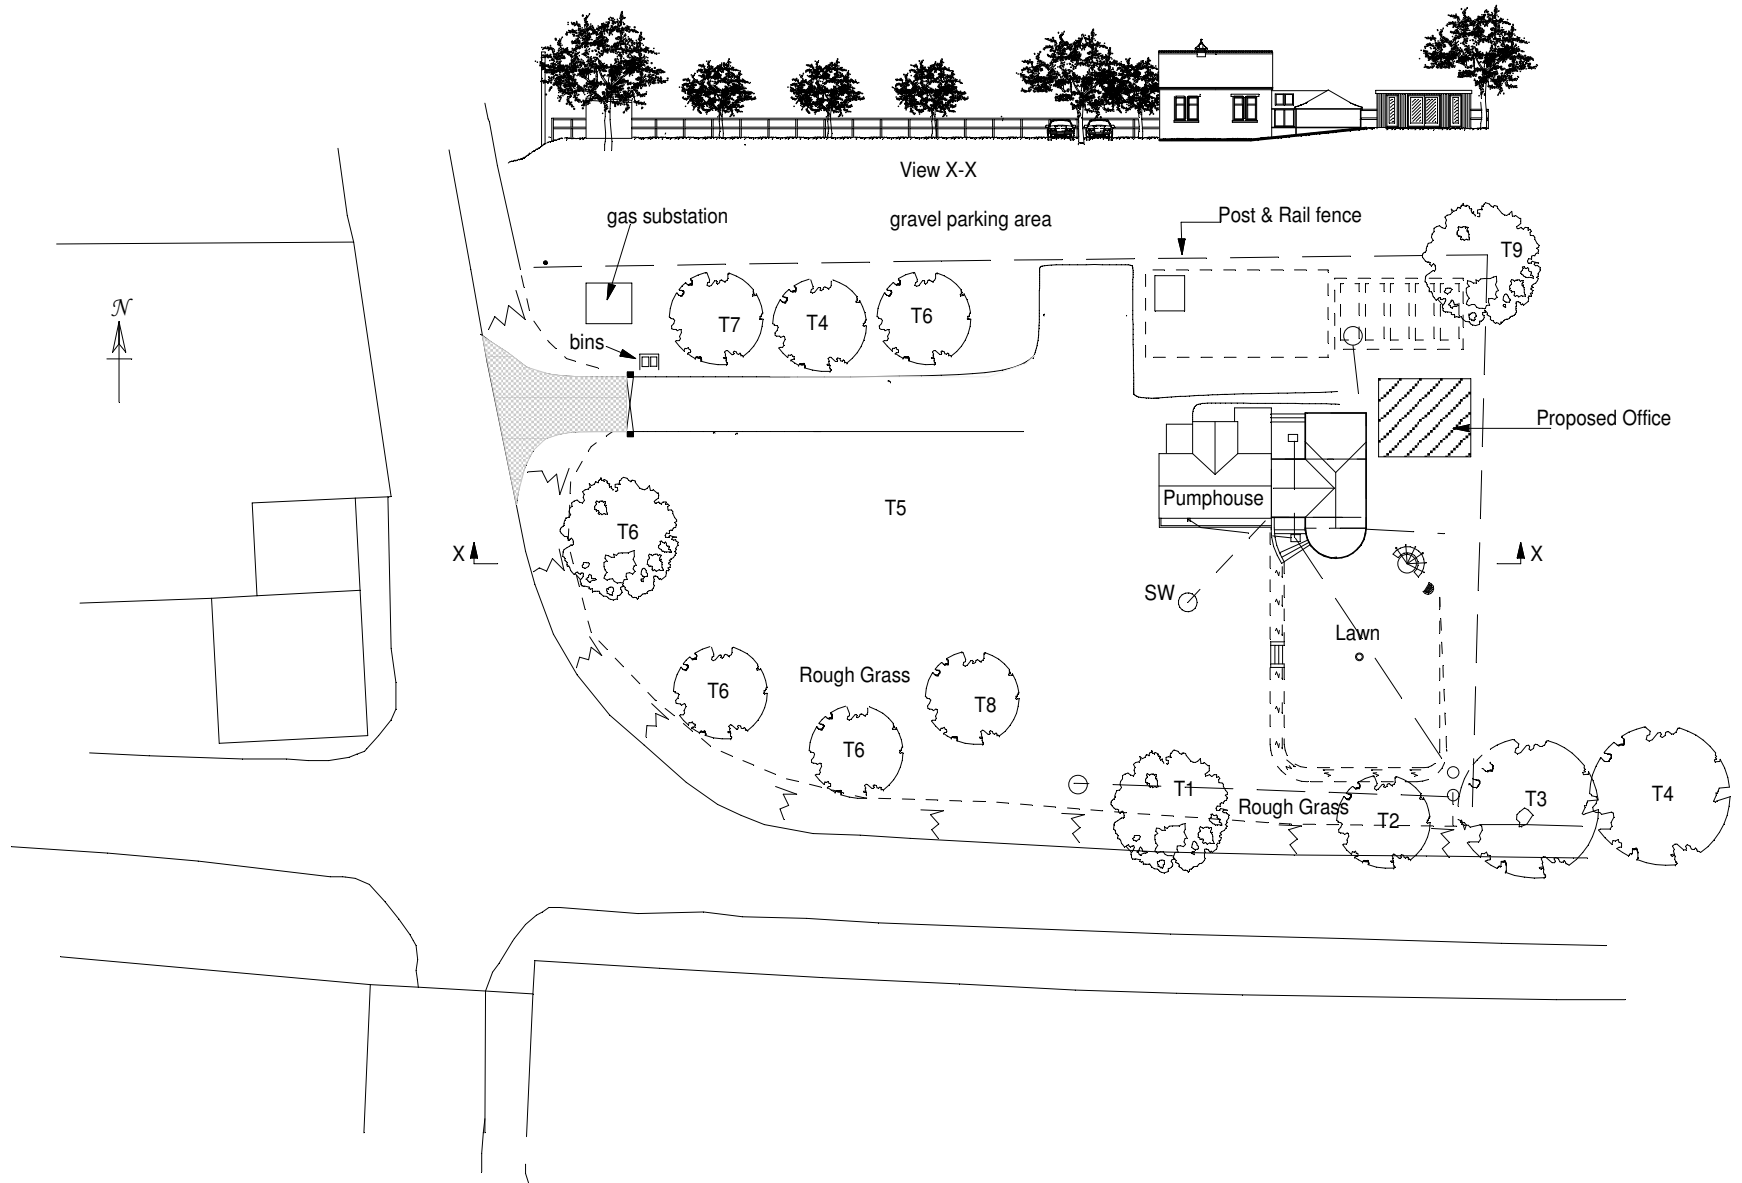 View X-X
gas substation
gravel parking area
Post & Rail fence
T9
N
T7
T4
T6
bins
Proposed Office
Pumphouse
T5
T6
X
X
SW
Lawn
Rough Grass
T6
T8
T6
T1
Rough Grass
T2
T3
T4